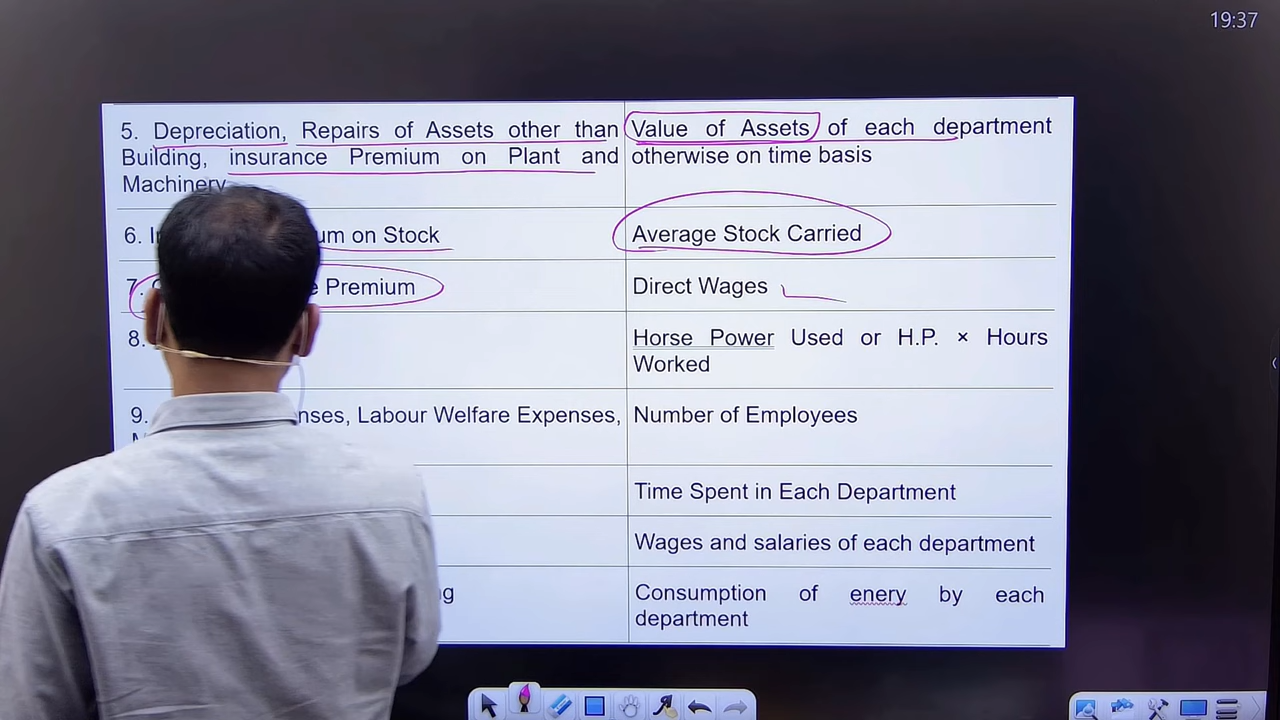 19:37
5. Depreciation, Repairs of Assets other than
Building, insurance Premium on Plant and
Machinery
Value of Assets of each department
otherwise on time basis
6. on Stock
Average Stock Carried
7. Premium
Direct Wages
8.
Horse Power Used or H.P. × Hours
Worked
9. Labour Welfare Expenses,
Number of Employees
Time Spent in Each Department
Wages and salaries of each department
Consumption of enery by each
department